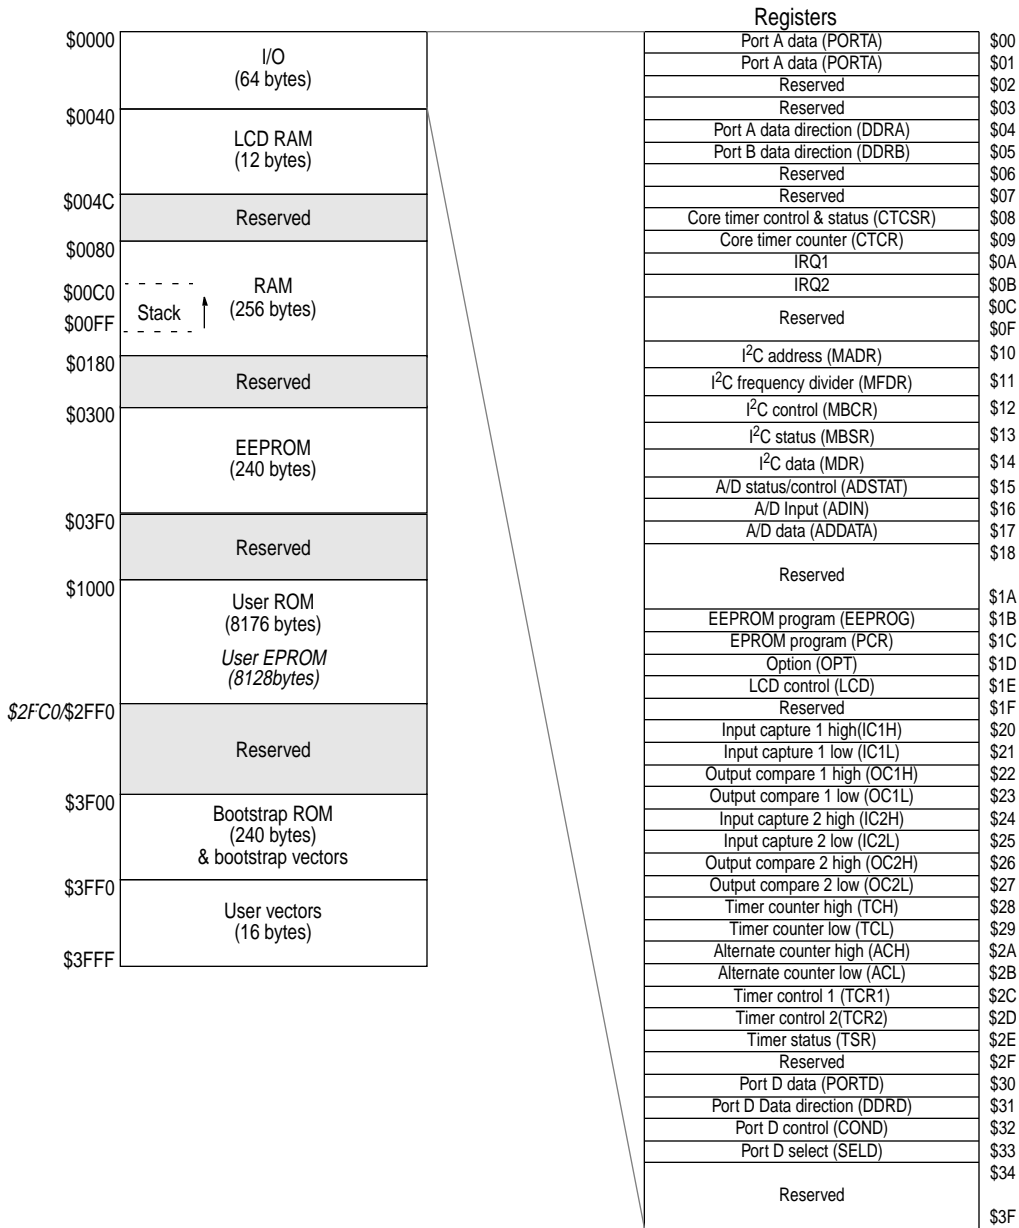 Registers
$0000
I/O
(64 bytes)
$0040
LCD RAM
(12 bytes)
$004C
Reserved
$0080
RAM
(256 bytes)
$00C0
Stack
$00FF
$0180
Reserved
$0300
EEPROM
(240 bytes)
$03F0
Reserved
$1000
User ROM
(8176 bytes)
User EPROM
(8128bytes)
$2FC0/$2FF0
Reserved
$3F00
Bootstrap ROM
(240 bytes)
& bootstrap vectors
$3FF0
User vectors
(16 bytes)
$3FFF
Port A data (PORTA) $00
Port A data (PORTA) $01
Reserved $02
Reserved $03
Port A data direction (DDRA) $04
Port B data direction (DDRB) $05
Reserved $06
Reserved $07
Core timer control & status (CTCSR) $08
Core timer counter (CTCR) $09
IRQ1 $0A
IRQ2 $0B
$0C
Reserved
$0F
I2C address (MADR) $10
I2C frequency divider (MFDR) $11
I2C control (MBCR) $12
I2C status (MBSR) $13
I2C data (MDR) $14
A/D status/control (ADSTAT) $15
A/D Input (ADIN) $16
A/D data (ADDATA) $17
$18
Reserved
$1A
EEPROM program (EEPROG) $1B
EPROM program (PCR) $1C
Option (OPT) $1D
LCD control (LCD) $1E
Reserved $1F
Input capture 1 high(IC1H) $20
Input capture 1 low (IC1L) $21
Output compare 1 high (OC1H) $22
Output compare 1 low (OC1L) $23
Input capture 2 high (IC2H) $24
Input capture 2 low (IC2L) $25
Output compare 2 high (OC2H) $26
Output compare 2 low (OC2L) $27
Timer counter high (TCH) $28
Timer counter low (TCL) $29
Alternate counter high (ACH) $2A
Alternate counter low (ACL) $2B
Timer control 1 (TCR1) $2C
Timer control 2(TCR2) $2D
Timer status (TSR) $2E
Reserved $2F
Port D data (PORTD) $30
Port D Data direction (DDRD) $31
Port D control (COND) $32
Port D select (SELD) $33
$34
Reserved
$3F